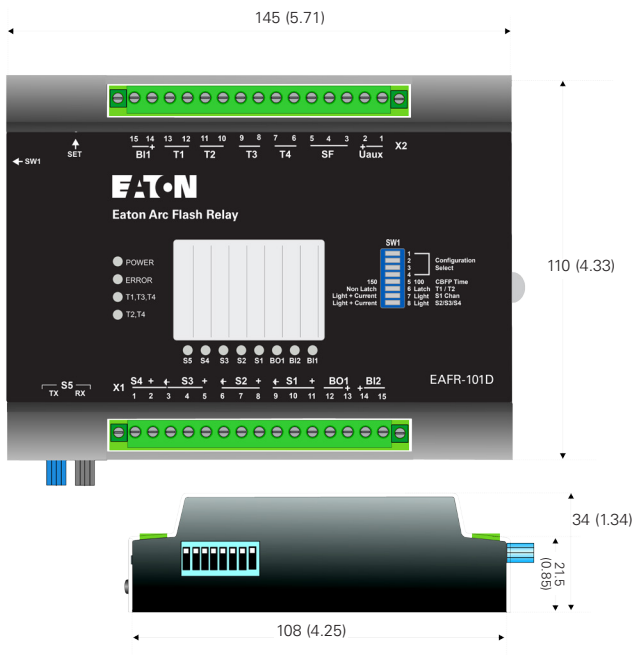 145 (5.71)
15 14 13 12 11 10 9 8 7 6 5 4 3 2 1
+ +
BI1 T1 T2 T3 T4 SF Uaux X2
SET
← SW1
EATON
Eaton Arc Flash Relay
POWER
ERROR
T1,T3,T4
T2,T4
SW1
1
2 Configuration
3 Select
4
150 5 100 CBFP Time
Non Latch 6 Latch T1 / T2
Light + Current 7 Light S1 Chan
Light + Current 8 Light S2/S3/S4
110 (4.33)
S5 S4 S3 S2 S1 BO1 BI2 BI1
EAFR-101D
S5
TX RX
X1 S4 + S3 + S2 + S1 + BO1 + + BI2
1 2 3 4 5 6 7 8 9 10 11 12 13 14 15
34 (1.34)
21.5
(0.85)
108 (4.25)